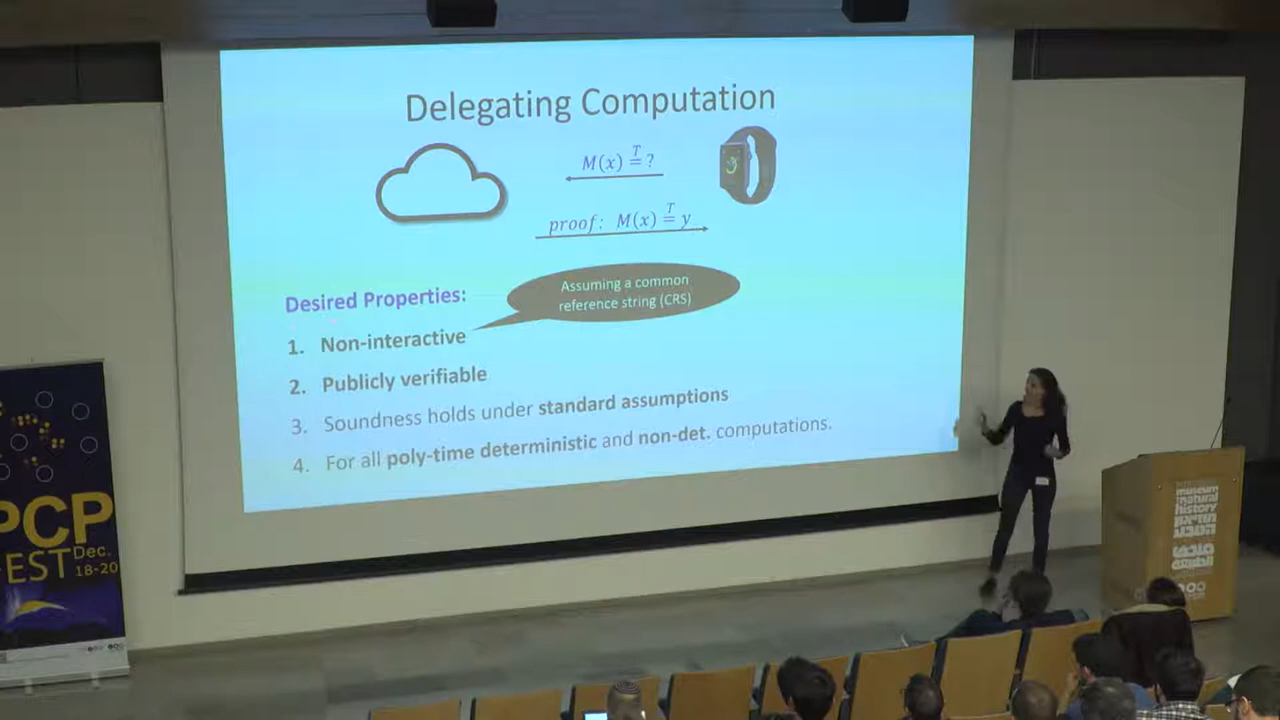 Delegating Computation
M(x) =^T ?
proof: M(x) =^T y
Assuming a common
reference string (CRS)
Desired Properties:
1. Non-interactive
2. Publicly verifiable
3. Soundness holds under standard assumptions
4. For all poly-time deterministic and non-det. computations.
PCP
EST
Dec.
18-20
museum
natural
history